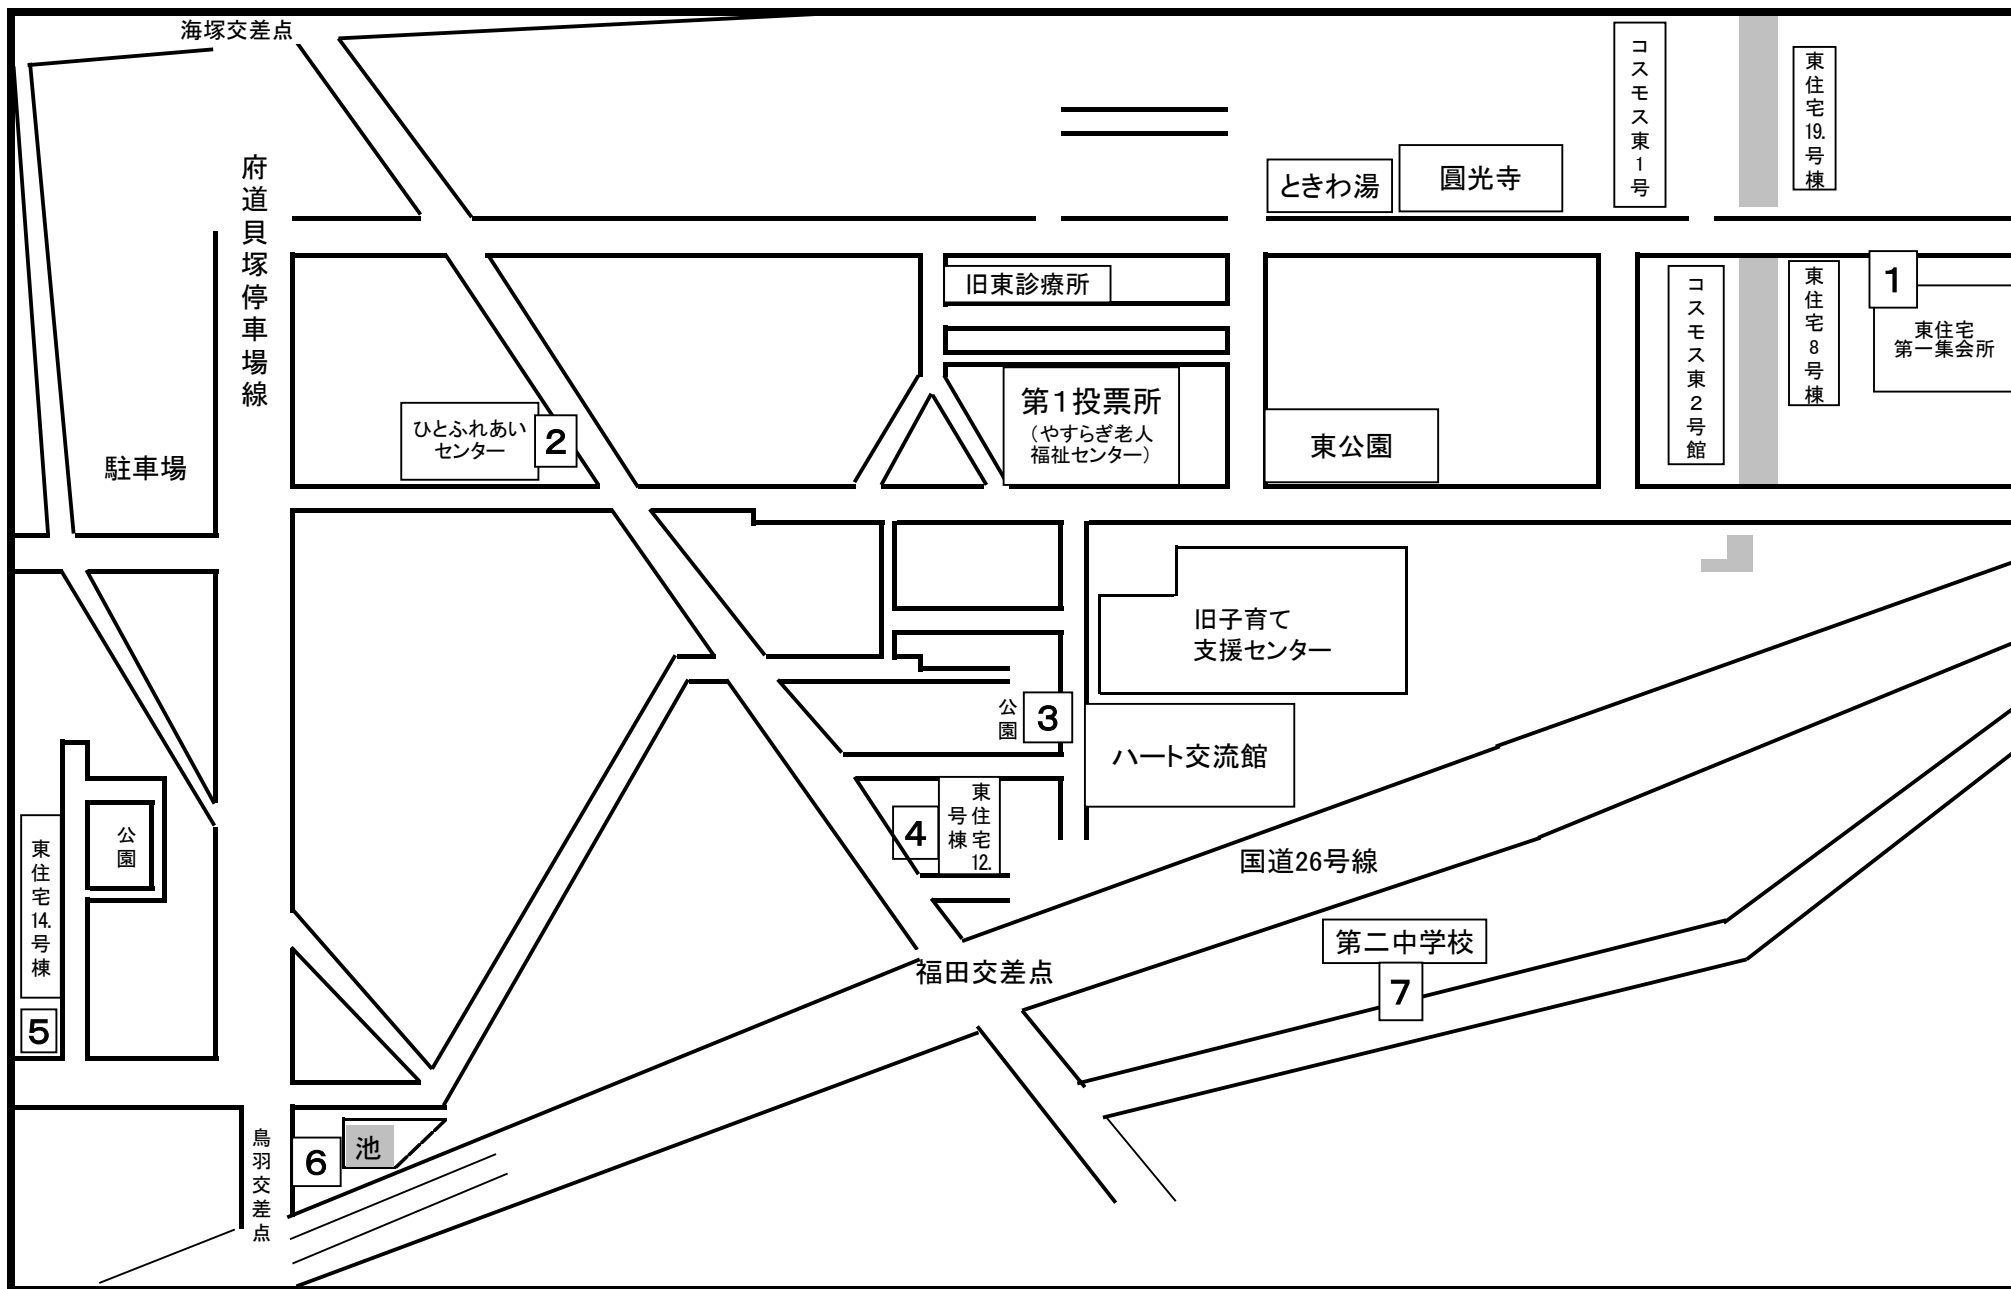 海塚交差点
コスモス東1号
東住宅19.号棟
府道貝塚停車場線
ときわ湯
圓光寺
旧東診療所
コスモス東2号館
東住宅8号棟
1
東住宅
第一集会所
第1投票所
(やすらぎ老人
福祉センター)
ひとふれあい
センター
2
東公園
駐車場
旧子育て
支援センター
公園
3
ハート交流館
4
東住宅12.
号棟
公園
東住宅14.号棟
5
国道26号線
第二中学校
7
福田交差点
鳥羽交差点
6
池